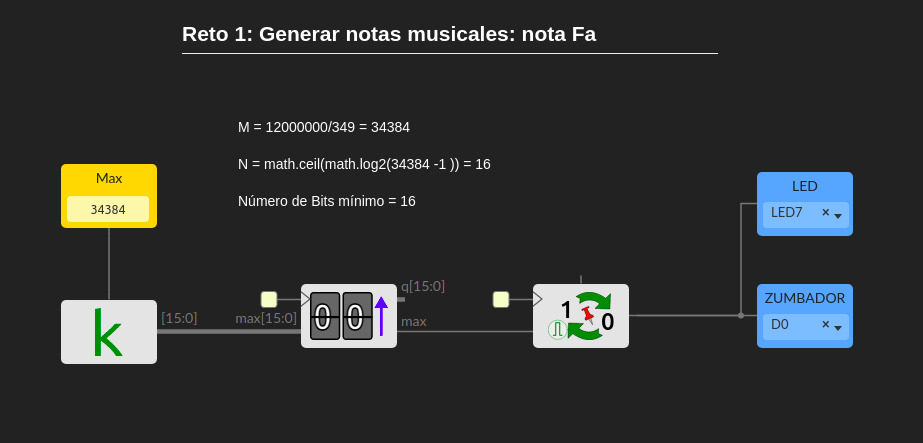 Reto 1: Generar notas musicales: nota Fa
M = 12000000/349 = 34384
N = math.ceil(math.log2(34384 -1 )) = 16
Número de Bits mínimo = 16
Max
34384
k
[15:0]
max[15:0]
0 0
q[15:0]
max
1
0
LED
LED7 ×
ZUMBADOR
D0 ×